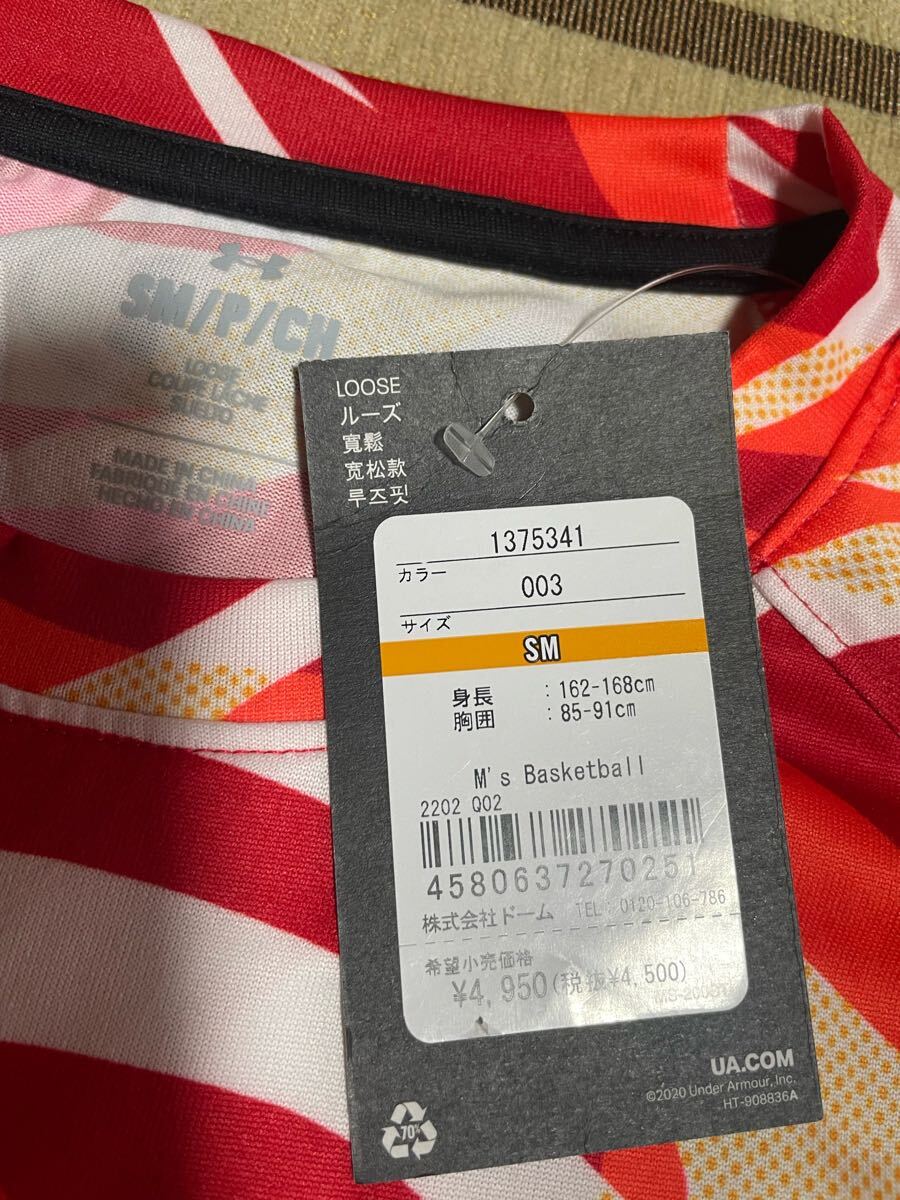 SM/P/CH
LOOSE
COUPE LÂCHE
SUELTO
MADE IN CHINA
FABRIQUÉ EN CHINE
HECHO EN CHINA
LOOSE
ルーズ
寬鬆
宽松款
루즈핏
1375341
カラー
003
サイズ
SM
身長 : 162-168cm
胸囲 : 85-91cm
M's Basketball
2202 Q02
4580637270251
株式会社ドーム TEL: 0120-106-786
希望小売価格
¥4,950(税抜¥4,500)
UA.COM
©2020 Under Armour, Inc.
HT-908836A
70%